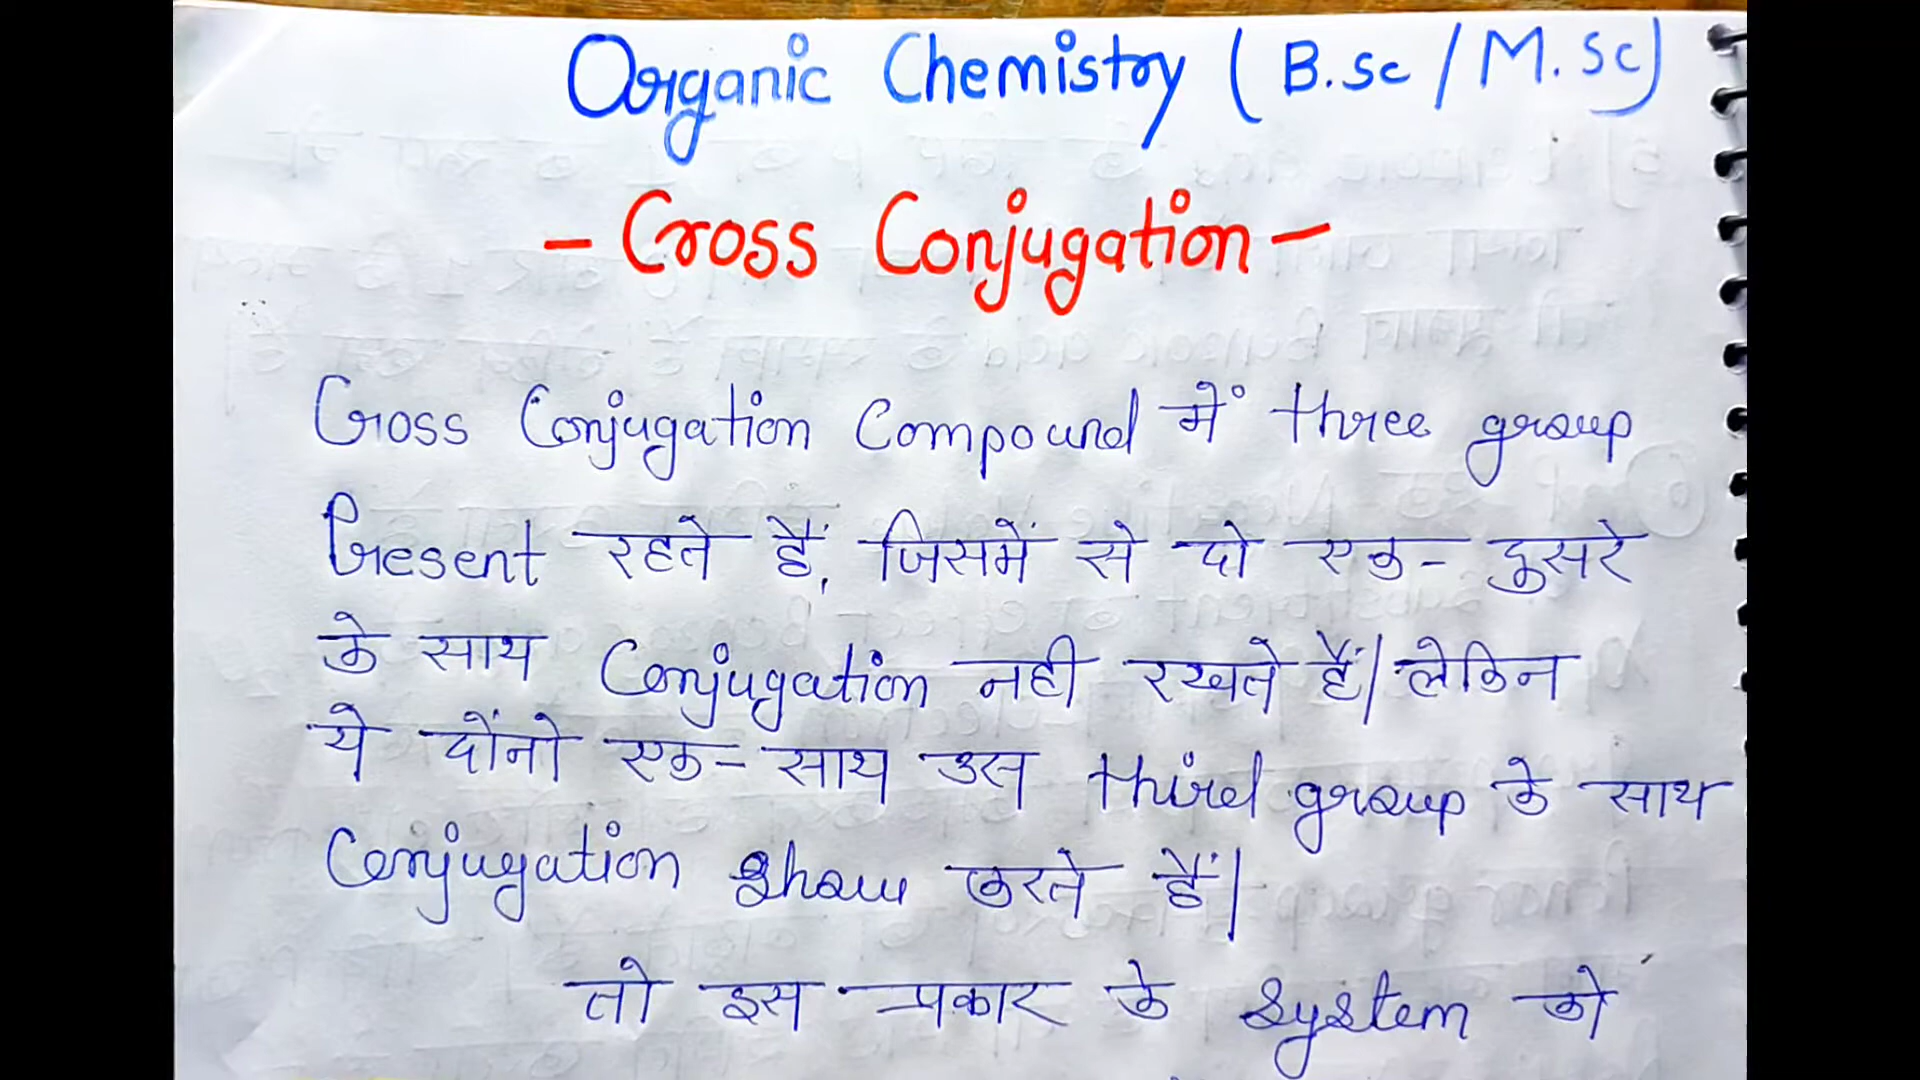 Organic Chemistry ( B.sc / M.sc)
- Cross Conjugation -
Cross Conjugation Compound में three group
Present रहते हैं, जिसमें से दो एक- दूसरे
के साथ Conjugation नही रखते हैं| लेकिन
ये दोंनो एक- साथ उस third group के साथ
Conjugation show करते हैं|
तो इस प्रकार के system को